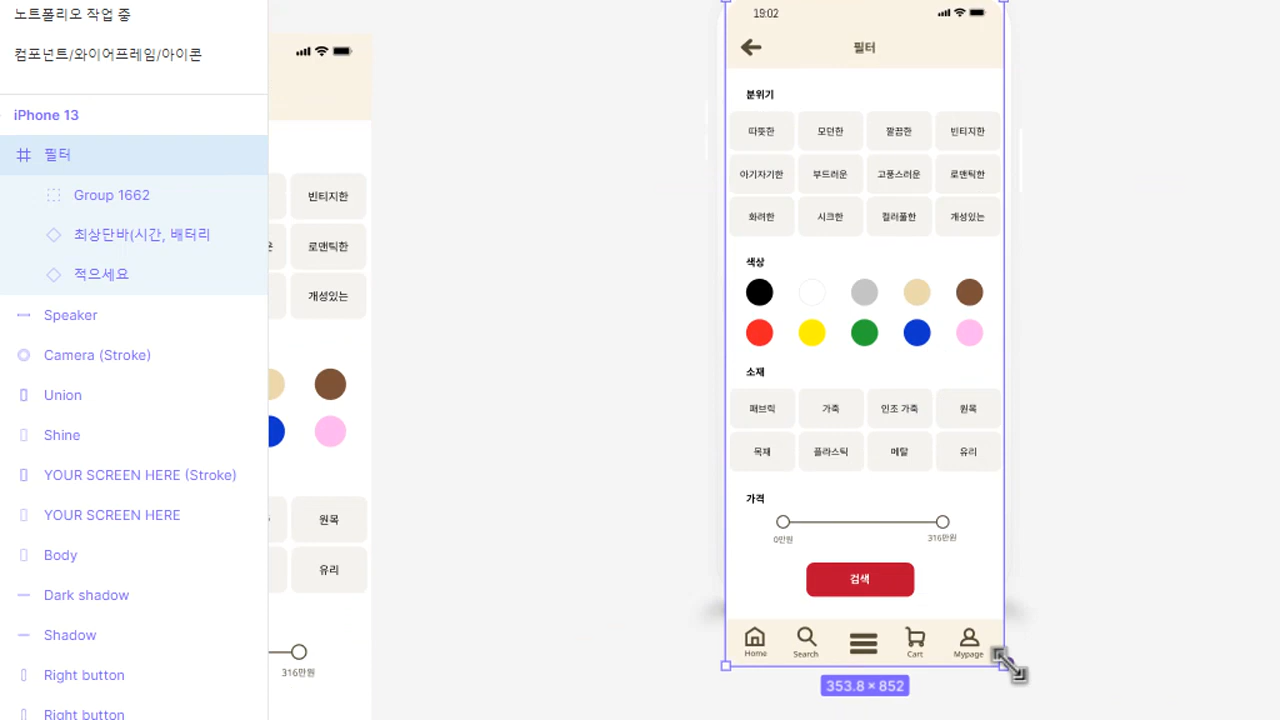 노트폴리오 작업 중
컴포넌트/와이어프레임/아이콘
iPhone 13
필터
Group 1662
최상단바(시간, 배터리
적으세요
Speaker
Camera (Stroke)
Union
Shine
YOUR SCREEN HERE (Stroke)
YOUR SCREEN HERE
Body
Dark shadow
Shadow
Right button
Right button
빈티지한
로맨틱한
개성있는
원목
유리
316만원
19:02
필터
분위기
따뜻한 모던한 깔끔한 빈티지한
아기자기한 부드러운 고풍스러운 로맨틱한
화려한 시크한 컬러풀한 개성있는
색상
소재
패브릭 가죽 인조 가죽 원목
목재 플라스틱 메탈 유리
가격
0만원 316만원
검색
Home Search Cart Mypage
353.8 × 852